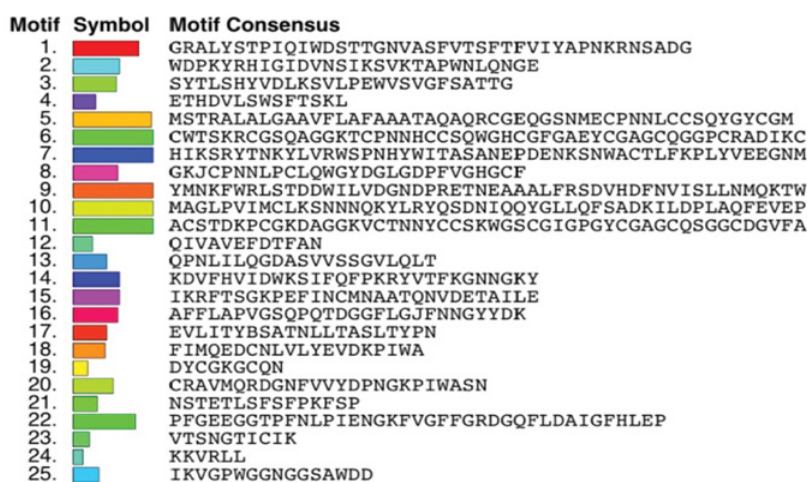 Motif Symbol Motif Consensus
1. GRALYSTPIQIWDSTTGNVASFVTSFTFVIYAPNKRNSADG
2. WDPKYRHIGIDVNSIKSVKTAPWNLQNGE
3. SYTLSHYVDLKSVLPEWVSVGFSATTG
4. ETHDVLSWSFTSKL
5. MSTRALALGAAVFLAFAAATAQAQRCGEQGSNMECPNNLCCSQYGYCGM
6. CWTSKRCGSQAGGKTCPNNHCCSQWGHCGFGAEYCGAGCQGGPCRADIKC
7. HIKSRYTNKYLVRWSPNHYWITASANEPDENKSNWACTLFKPLYVEEGNM
8. GKJCPNNLPCLQWGYDGLGDPFVGHGCF
9. YMNKFWRLSTDDWILVDGNDPRETNEAAALFRSDVHDFNVISLLNMQKTW
10. MAGLPVIMCLKSNNNQKYLRYQSDNIQQYGLLQFSADKILDPLAQFEVEP
11. ACSTDKPCGKDAGGKVCTNNYCCSKWGSCGIGPGYCGAGCQSGGCDGVFA
12. QIVAVEFDTFAN
13. QPNLILQGDASVVSSGVLQLT
14. KDVFHVIDWKSIFQFPKRYVTFKGNNGKY
15. IKRFTSGKPEFINCMNAATQNVDETAILE
16. AFFLAPVGSQPQTDGGFLGJFNNGYYDK
17. EVLITYBSATNLLTASLTYPN
18. FIMQEDCNLVLYEVDKPIWA
19. DYCGKGCQN
20. CRAVMQRDGNFVVYDPNGKPIWASN
21. NSTETLSFSFPKFSP
22. PFGEEGGTPFNLPIENGKFVGFFGRDGQFLDAIGFHLEP
23. VTSNGTICIK
24. KKVRLL
25. IKVGPWGGNGGSAWDD